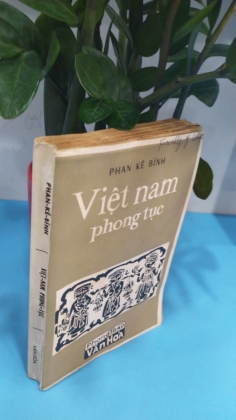 PHAN KẾ BÍNH
Việt nam
phong tục
VĂN HÓA
PHAN-KẾ-BÍNH
VIỆT-NAM PHONG-TỤC